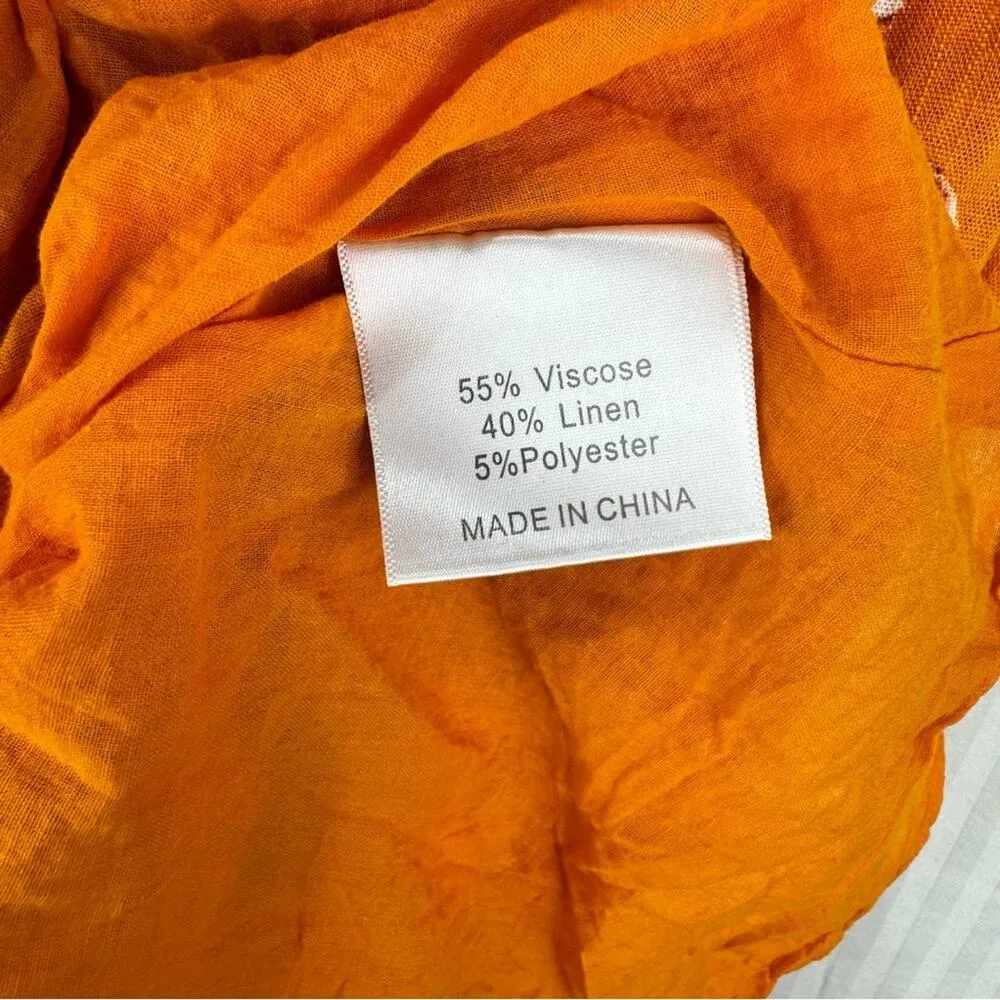 55% Viscose
40% Linen
5%Polyester
MADE IN CHINA